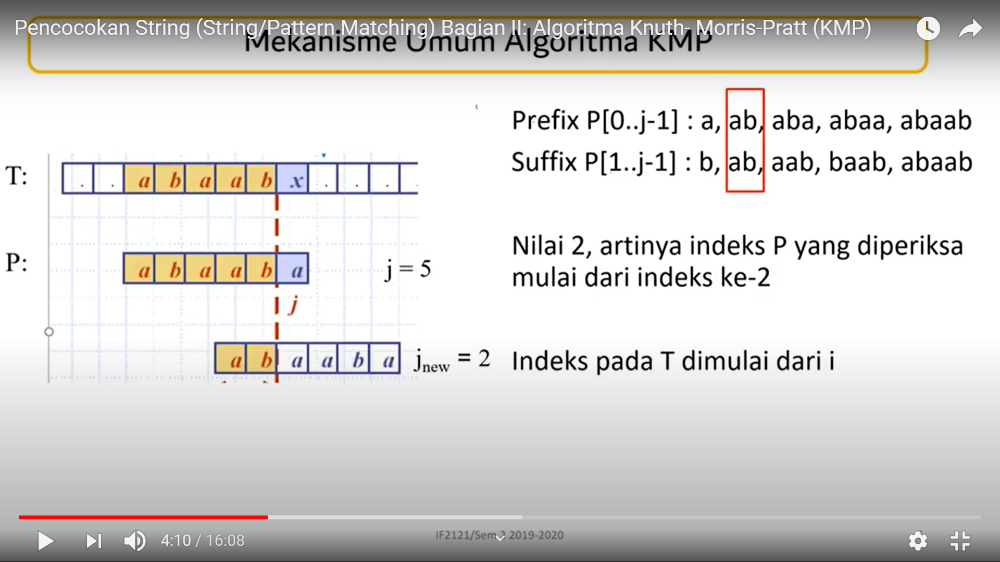 Pencocokan String (String/Pattern Matching) Bagian II: Algoritma Knuth- Morris-Pratt (KMP)
Mekanisme Umum Algoritma KMP
Prefix P[0..j-1] : a, ab, aba, abaa, abaab
Suffix P[1..j-1] : b, ab, aab, baab, abaab
T: . . a b a a b x . . .
Nilai 2, artinya indeks P yang diperiksa
mulai dari indeks ke-2
P: a b a a b a j = 5
j
a b a a b a jnew = 2
Indeks pada T dimulai dari i
IF2121/Sem 2 2019-2020
4:10 / 16:08